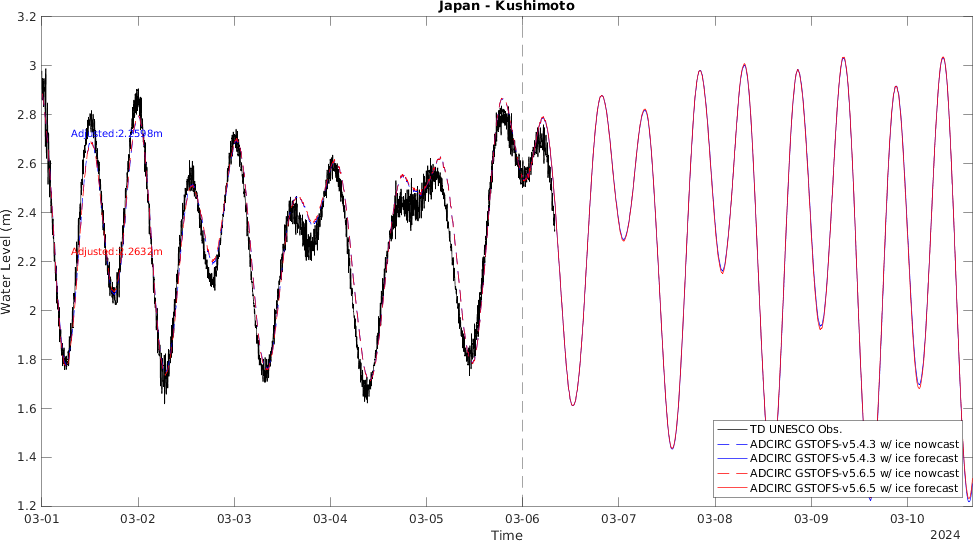 Japan - Kushimoto
3.2
3
2.8
2.6
2.4
2.2
2
1.8
1.6
1.4
1.2
Water Level (m)
Adjusted:2.2598m
Adjusted:2.2632m
TD UNESCO Obs.
ADCIRC GSTOFS-v5.4.3 w/ ice nowcast
ADCIRC GSTOFS-v5.4.3 w/ ice forecast
ADCIRC GSTOFS-v5.6.5 w/ ice nowcast
ADCIRC GSTOFS-v5.6.5 w/ ice forecast
03-01 03-02 03-03 03-04 03-05 03-06 03-07 03-08 03-09 03-10
Time
2024